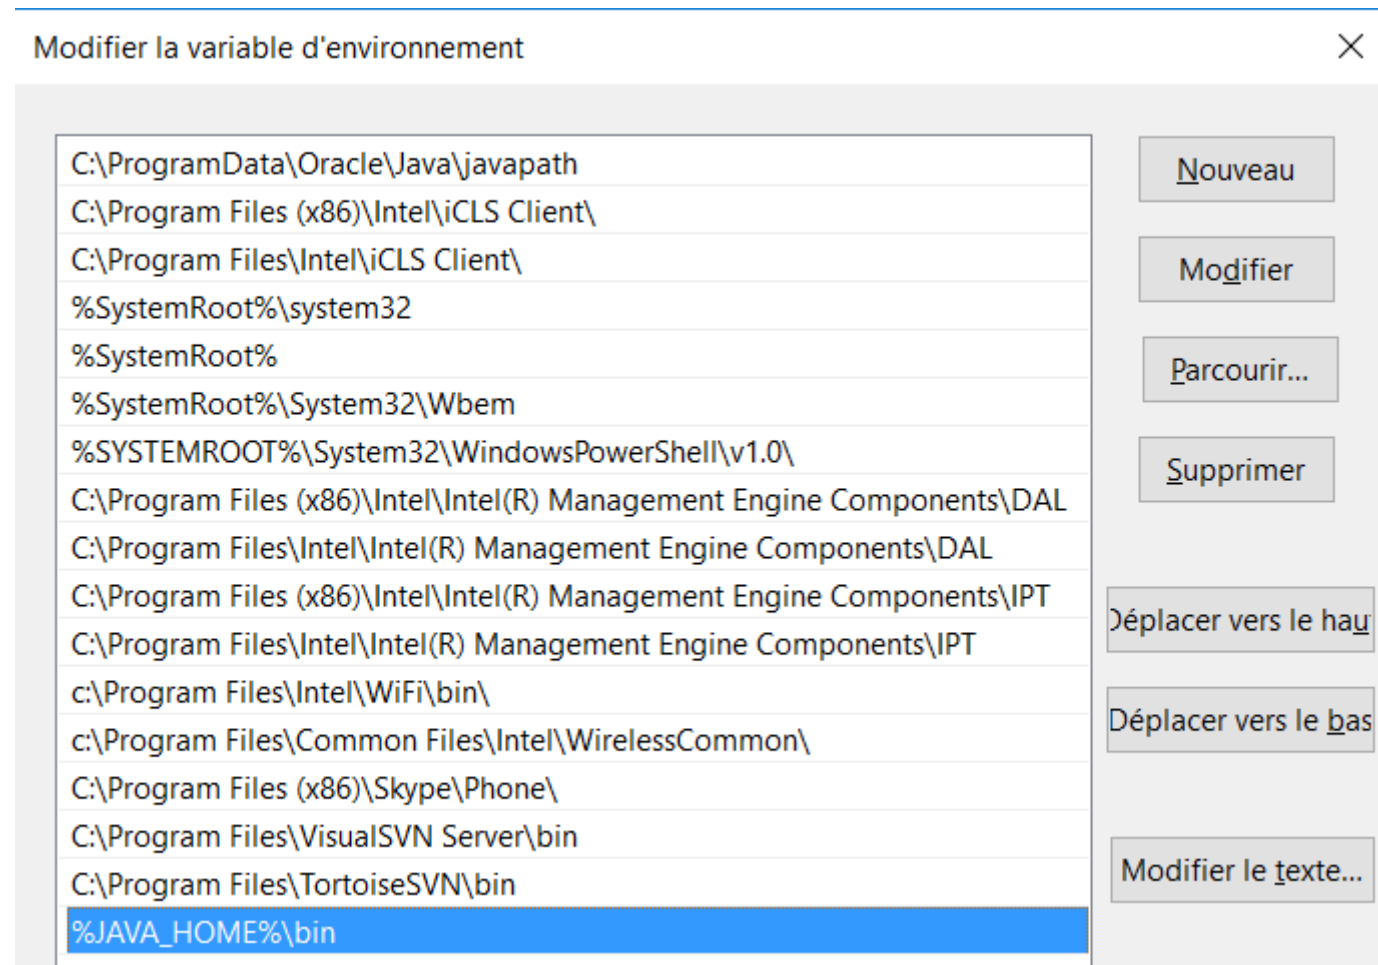 Modifier la variable d'environnement
C:\ProgramData\Oracle\Java\javapath
C:\Program Files (x86)\Intel\iCLS Client\
C:\Program Files\Intel\iCLS Client\
%SystemRoot%\system32
%SystemRoot%
%SystemRoot%\System32\Wbem
%SYSTEMROOT%\System32\WindowsPowerShell\v1.0\
C:\Program Files (x86)\Intel\Intel(R) Management Engine Components\DAL
C:\Program Files\Intel\Intel(R) Management Engine Components\DAL
C:\Program Files (x86)\Intel\Intel(R) Management Engine Components\IPT
C:\Program Files\Intel\Intel(R) Management Engine Components\IPT
c:\Program Files\Intel\WiFi\bin\
c:\Program Files\Common Files\Intel\WirelessCommon\
C:\Program Files (x86)\Skype\Phone\
C:\Program Files\VisualSVN Server\bin
C:\Program Files\TortoiseSVN\bin
%JAVA_HOME%\bin
Nouveau
Modifier
Parcourir...
Supprimer
Déplacer vers le hau
Déplacer vers le bas
Modifier le texte...